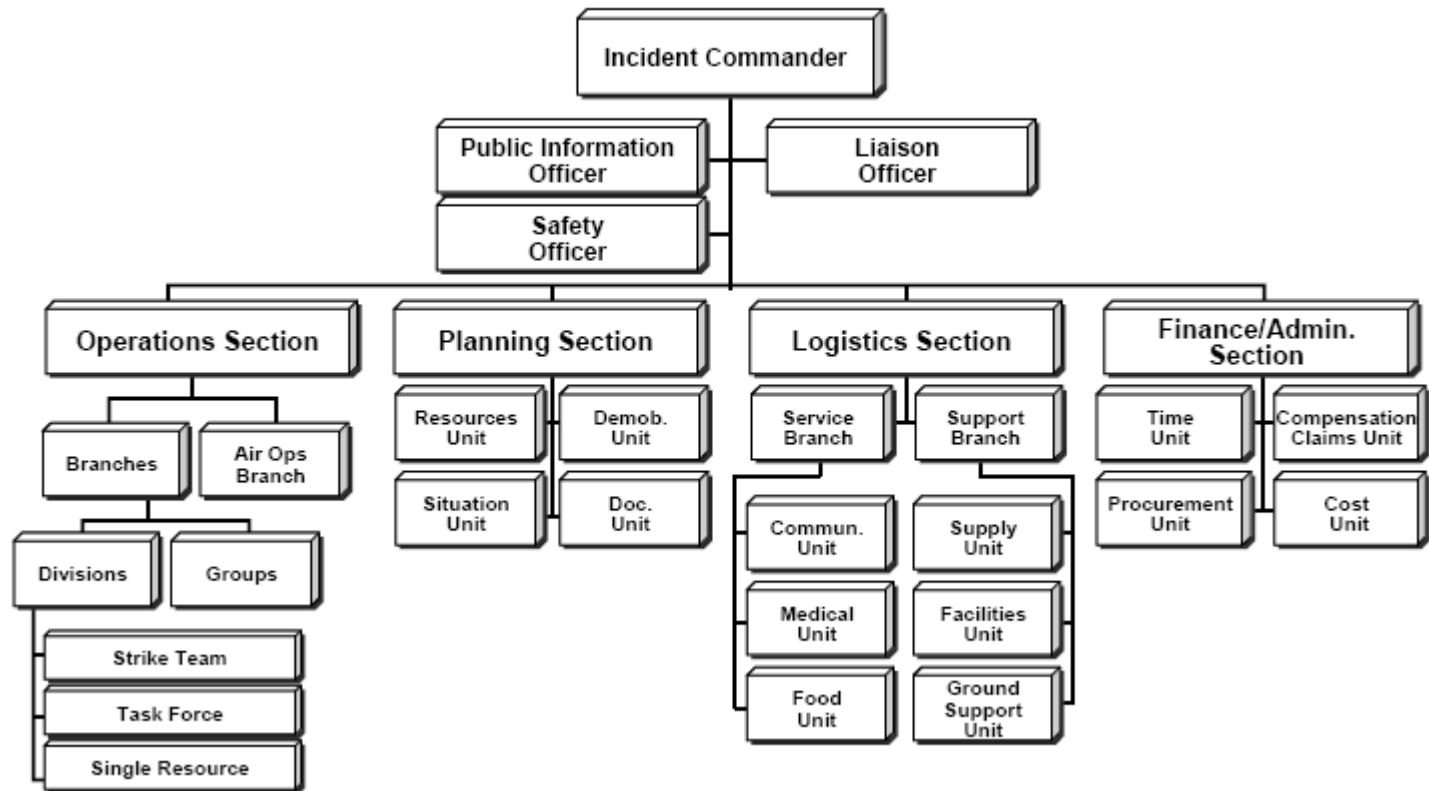 Incident Commander
Public Information
Officer
Liaison
Officer
Safety
Officer
Operations Section
Planning Section
Logistics Section
Finance/Admin.
Section
Branches
Air Ops
Branch
Divisions
Groups
Strike Team
Task Force
Single Resource
Resources
Unit
Demob.
Unit
Situation
Unit
Doc.
Unit
Service
Branch
Support
Branch
Commun.
Unit
Supply
Unit
Medical
Unit
Facilities
Unit
Food
Unit
Ground
Support
Unit
Time
Unit
Compensation
Claims Unit
Procurement
Unit
Cost
Unit